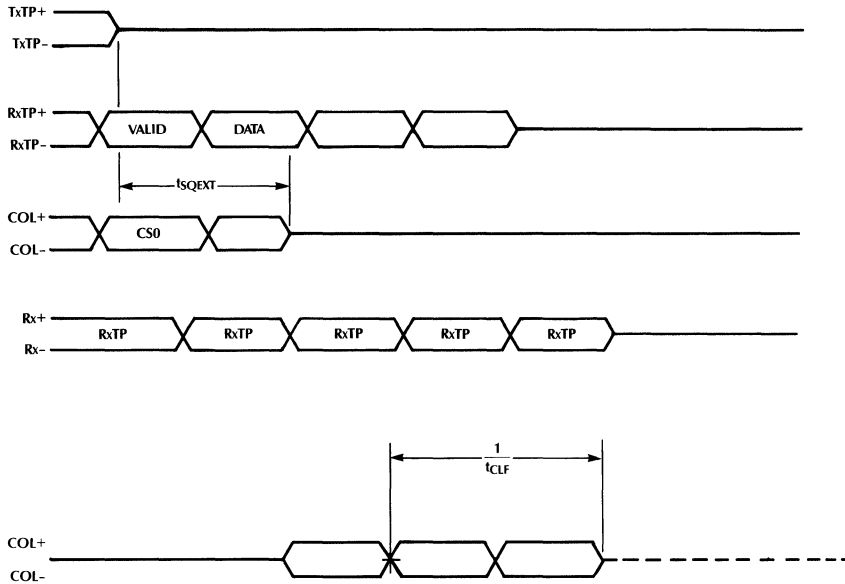 TxTP+
TxTP–
RxTP+
VALID DATA
RxTP–
tSQEXT
COL+
CS0
COL–
Rx+
RxTP RxTP RxTP RxTP RxTP
Rx–
1
tCLF
COL+
COL–